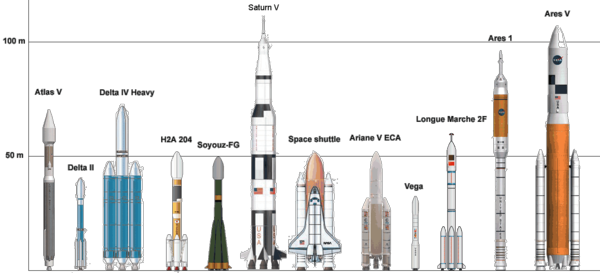 Saturn V
Ares V
100 m
Ares 1
Atlas V
Delta IV Heavy
Longue Marche 2F
H2A 204
Soyouz-FG
Space shuttle
Ariane V ECA
50 m
Delta II
Vega
USA